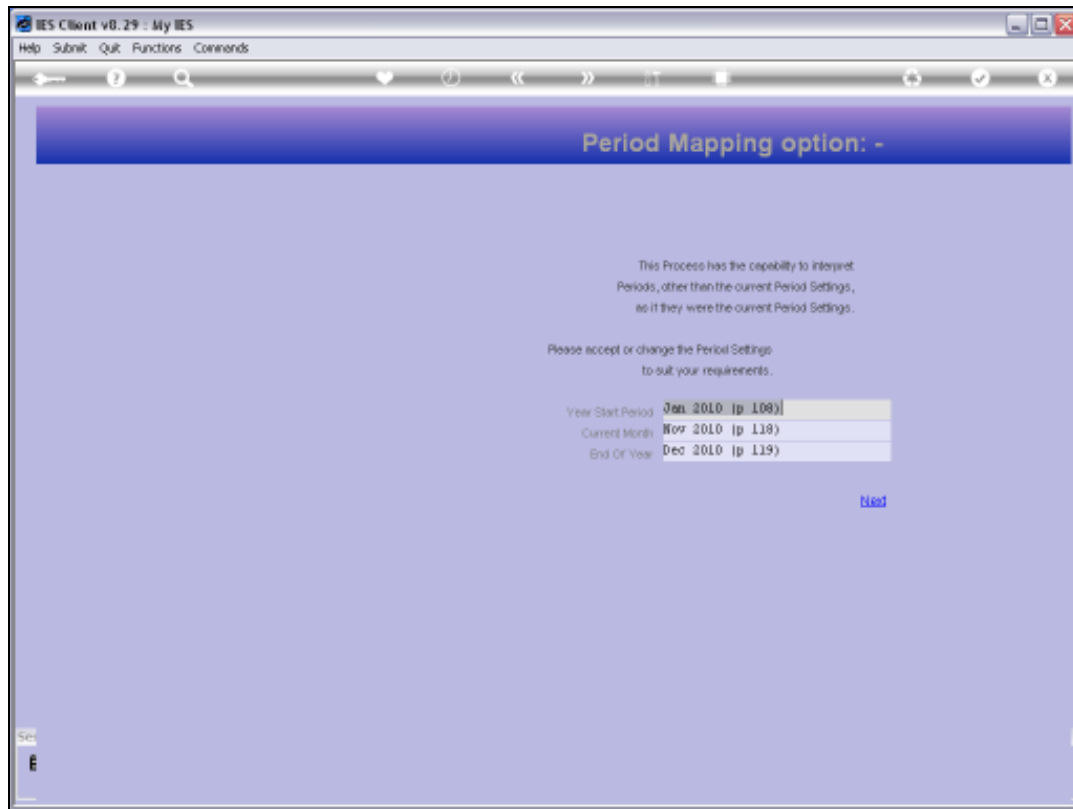 IES Client v8.29 : My IES
Help Submit Quit Functions Commands
Period Mapping option: -
This Process has the capability to interpret
Periods, other than the current Period Settings,
as if they were the current Period Settings.
Please accept or change the Period Settings
to suit your requirements.
Year Start Period Jan 2010 (p 108)
Current Month Nov 2010 (p 118)
End Of Year Dec 2010 (p 119)
Next